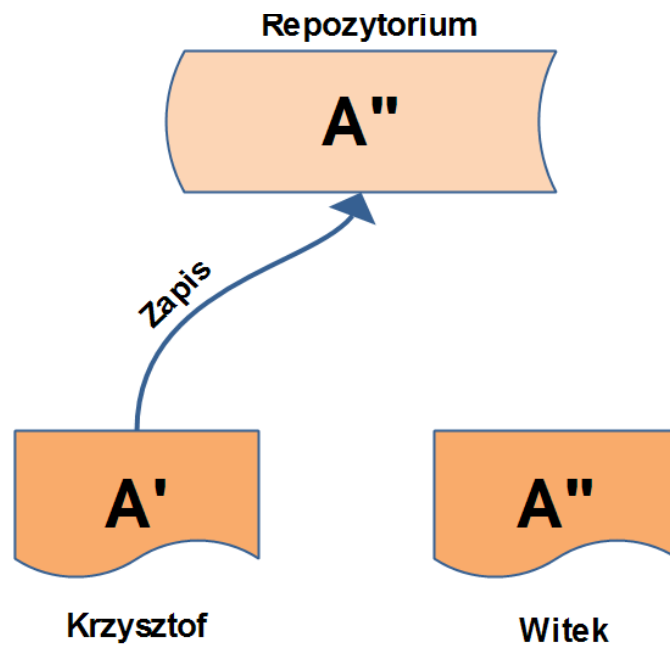 Repozytorium
A"
Zapis
A'
A"
Krzysztof
Witek